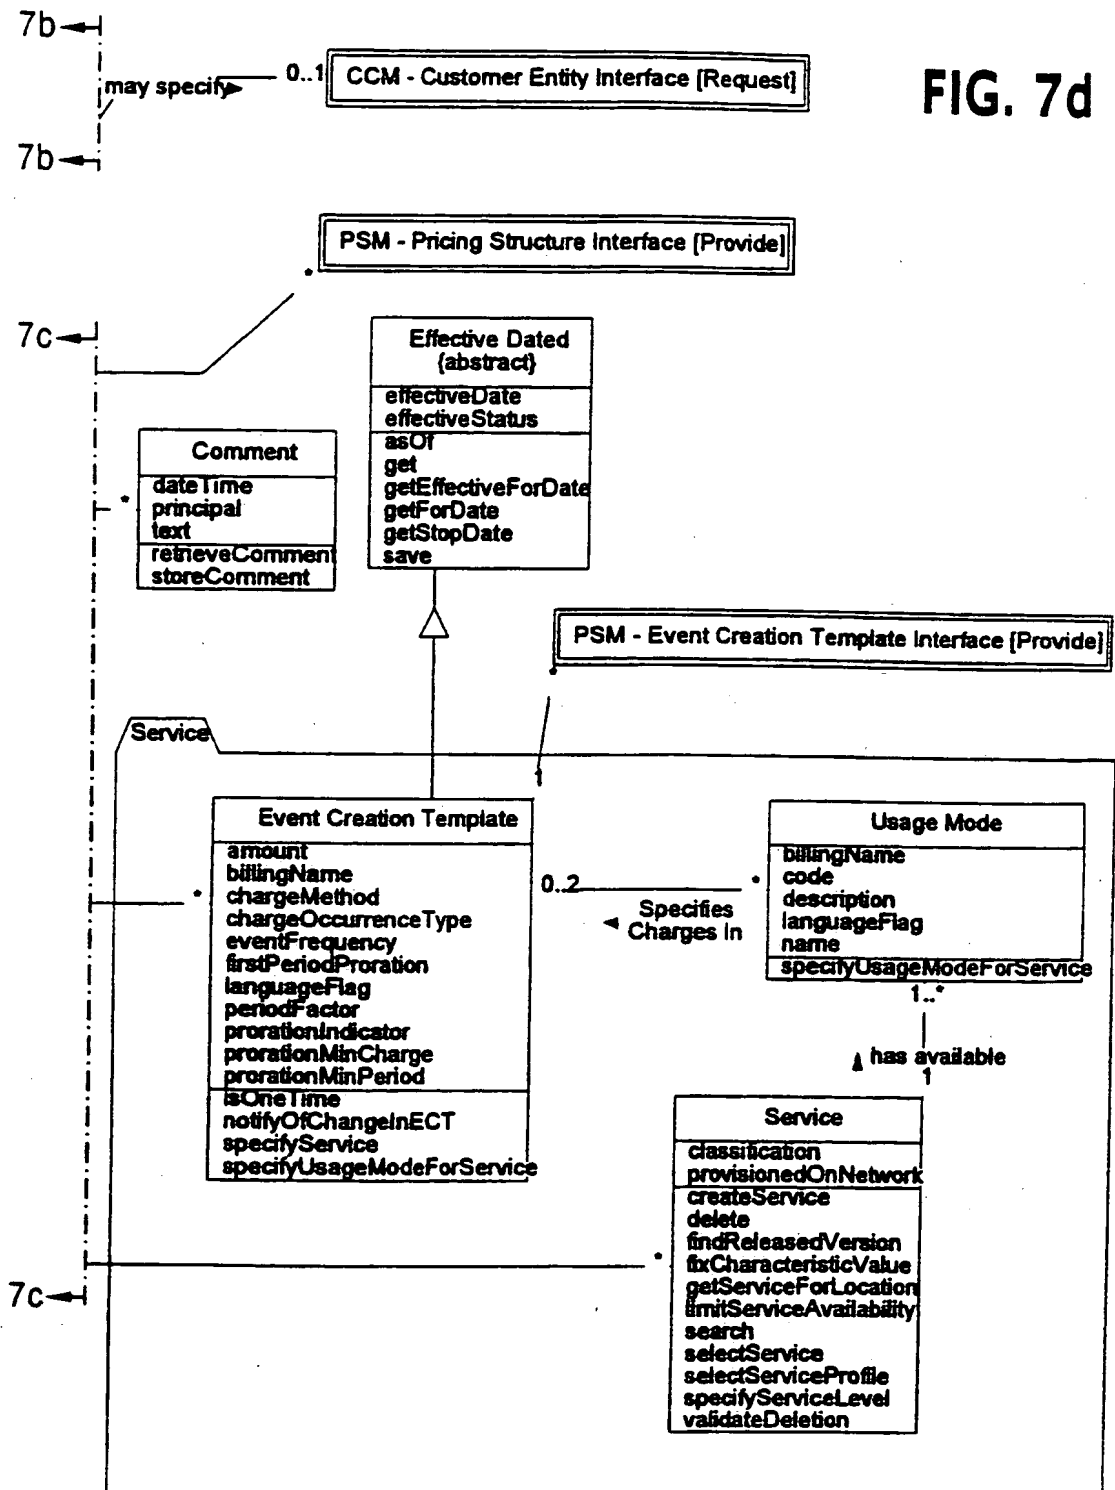 7b
may specify
0..1
CCM - Customer Entity Interface [Request]
FIG. 7d
7b
PSM - Pricing Structure Interface [Provide]
*
7c
Effective Dated
{abstract}
effectiveDate
effectiveStatus
asOf
get
getEffectiveForDate
getForDate
getStopDate
save
Comment
*
dateTime
principal
text
retrieveComment
storeComment
PSM - Event Creation Template Interface [Provide]
*
Service
1
Event Creation Template
*
amount
billingName
chargeMethod
chargeOccurrenceType
eventFrequency
firstPeriodProration
languageFlag
periodFactor
prorationIndicator
prorationMinCharge
prorationMinPeriod
isOneTime
notifyOfChangeInECT
specifyService
specifyUsageModeForService
0..2
*
Specifies
Charges In
Usage Mode
billingName
code
description
languageFlag
name
specifyUsageModeForService
1..*
has available
1
Service
classification
provisionedOnNetwork
createService
delete
findReleasedVersion
*
fixCharacteristicValue
getServiceForLocation
limitServiceAvailability
search
selectService
selectServiceProfile
specifyServiceLevel
validateDeletion
7c